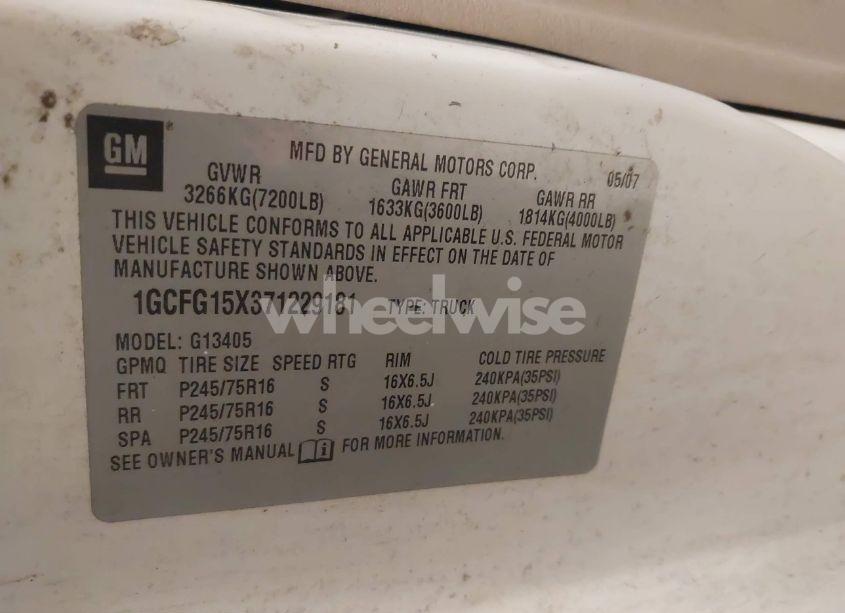 GM
MFD BY GENERAL MOTORS CORP. 05/07
GVWR GAWR FRT GAWR RR
3266KG(7200LB) 1633KG(3600LB) 1814KG(4000LB)
THIS VEHICLE CONFORMS TO ALL APPLICABLE U.S. FEDERAL MOTOR
VEHICLE SAFETY STANDARDS IN EFFECT ON THE DATE OF
MANUFACTURE SHOWN ABOVE.
1GCFG15X371229181 TYPE: TRUCK
wheelwise
MODEL: G13405
GPMQ TIRE SIZE SPEED RTG RIM COLD TIRE PRESSURE
FRT P245/75R16 S 16X6.5J 240KPA(35PSI)
RR P245/75R16 S 16X6.5J 240KPA(35PSI)
SPA P245/75R16 S 16X6.5J 240KPA(35PSI)
SEE OWNER'S MANUAL i FOR MORE INFORMATION.